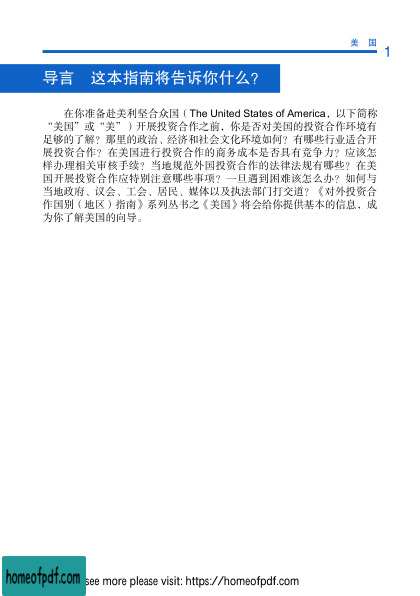 美 国
1
导言 这本指南将告诉你什么？
在你准备赴美利坚合众国（The United States of America，以下简称
“美国”或“美”）开展投资合作之前，你是否对美国的投资合作环境有
足够的了解？那里的政治、经济和社会文化环境如何？有哪些行业适合开
展投资合作？在美国进行投资合作的商务成本是否具有竞争力？应该怎
样办理相关审核手续？当地规范外国投资合作的法律法规有哪些？在美
国开展投资合作应特别注意哪些事项？一旦遇到困难该怎么办？如何与
当地政府、议会、工会、居民、媒体以及执法部门打交道？《对外投资合
作国别（地区）指南》系列丛书之《美国》将会给你提供基本的信息，成
为你了解美国的向导。
homeofpdf.com
see more please visit: https://homeofpdf.com